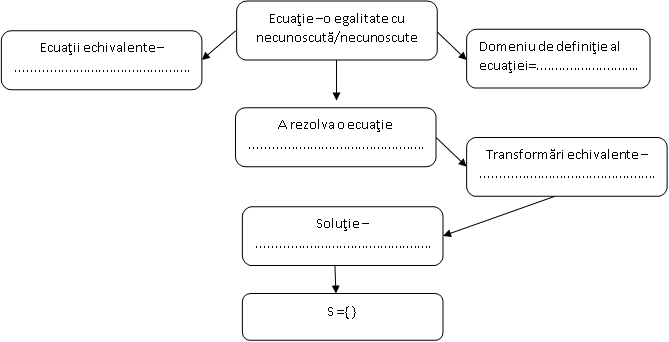 Ecuaţie – o egalitate cu
necunoscută/necunoscute
Ecuaţii echivalente –
…………………………………………
Domeniu de definiţie al
ecuaţiei=………………………
A rezolva o ecuaţie
…………………………………………
Transformări echivalente –
…………………………………………
Soluţie –
…………………………………………
S={ }